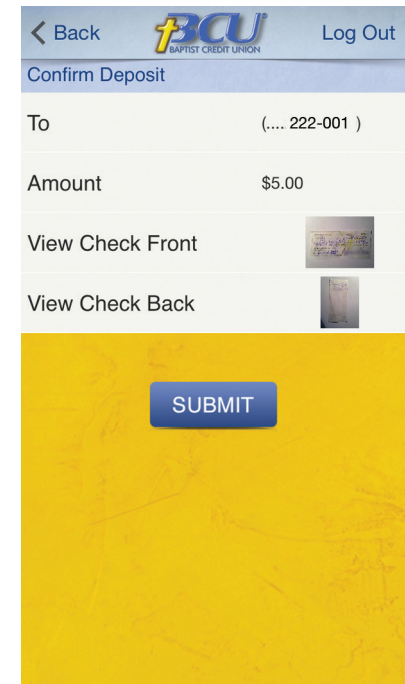 Back
BCU
BAPTIST CREDIT UNION
Log Out
Confirm Deposit
To (.... 222-001 )
Amount $5.00
View Check Front
View Check Back
SUBMIT